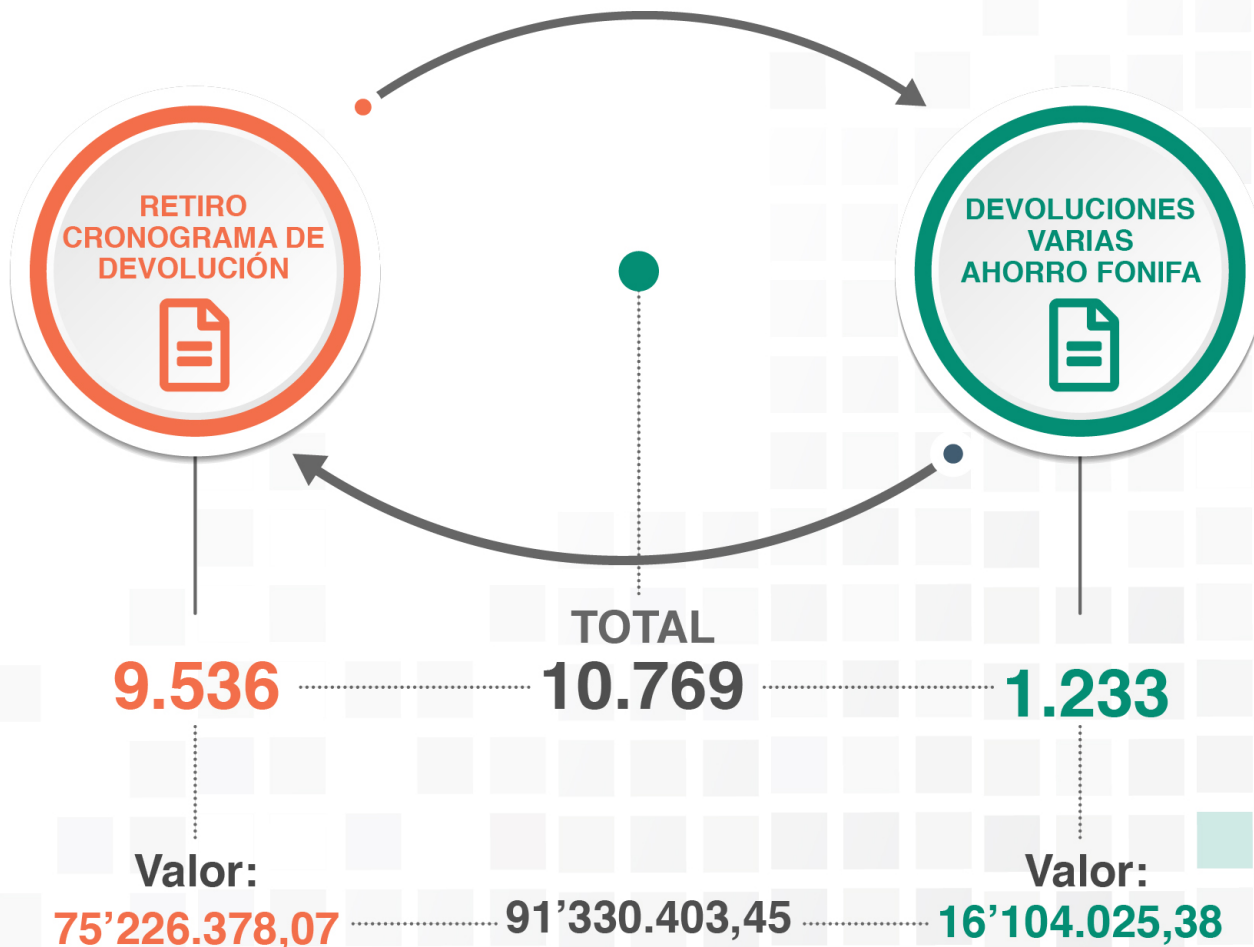 RETIRO
CRONOGRAMA DE
DEVOLUCIÓN
DEVOLUCIONES
VARIAS
AHORRO FONIFA
TOTAL
9.536
10.769
1.233
Valor:
75’226.378,07
91’330.403,45
Valor:
16’104.025,38